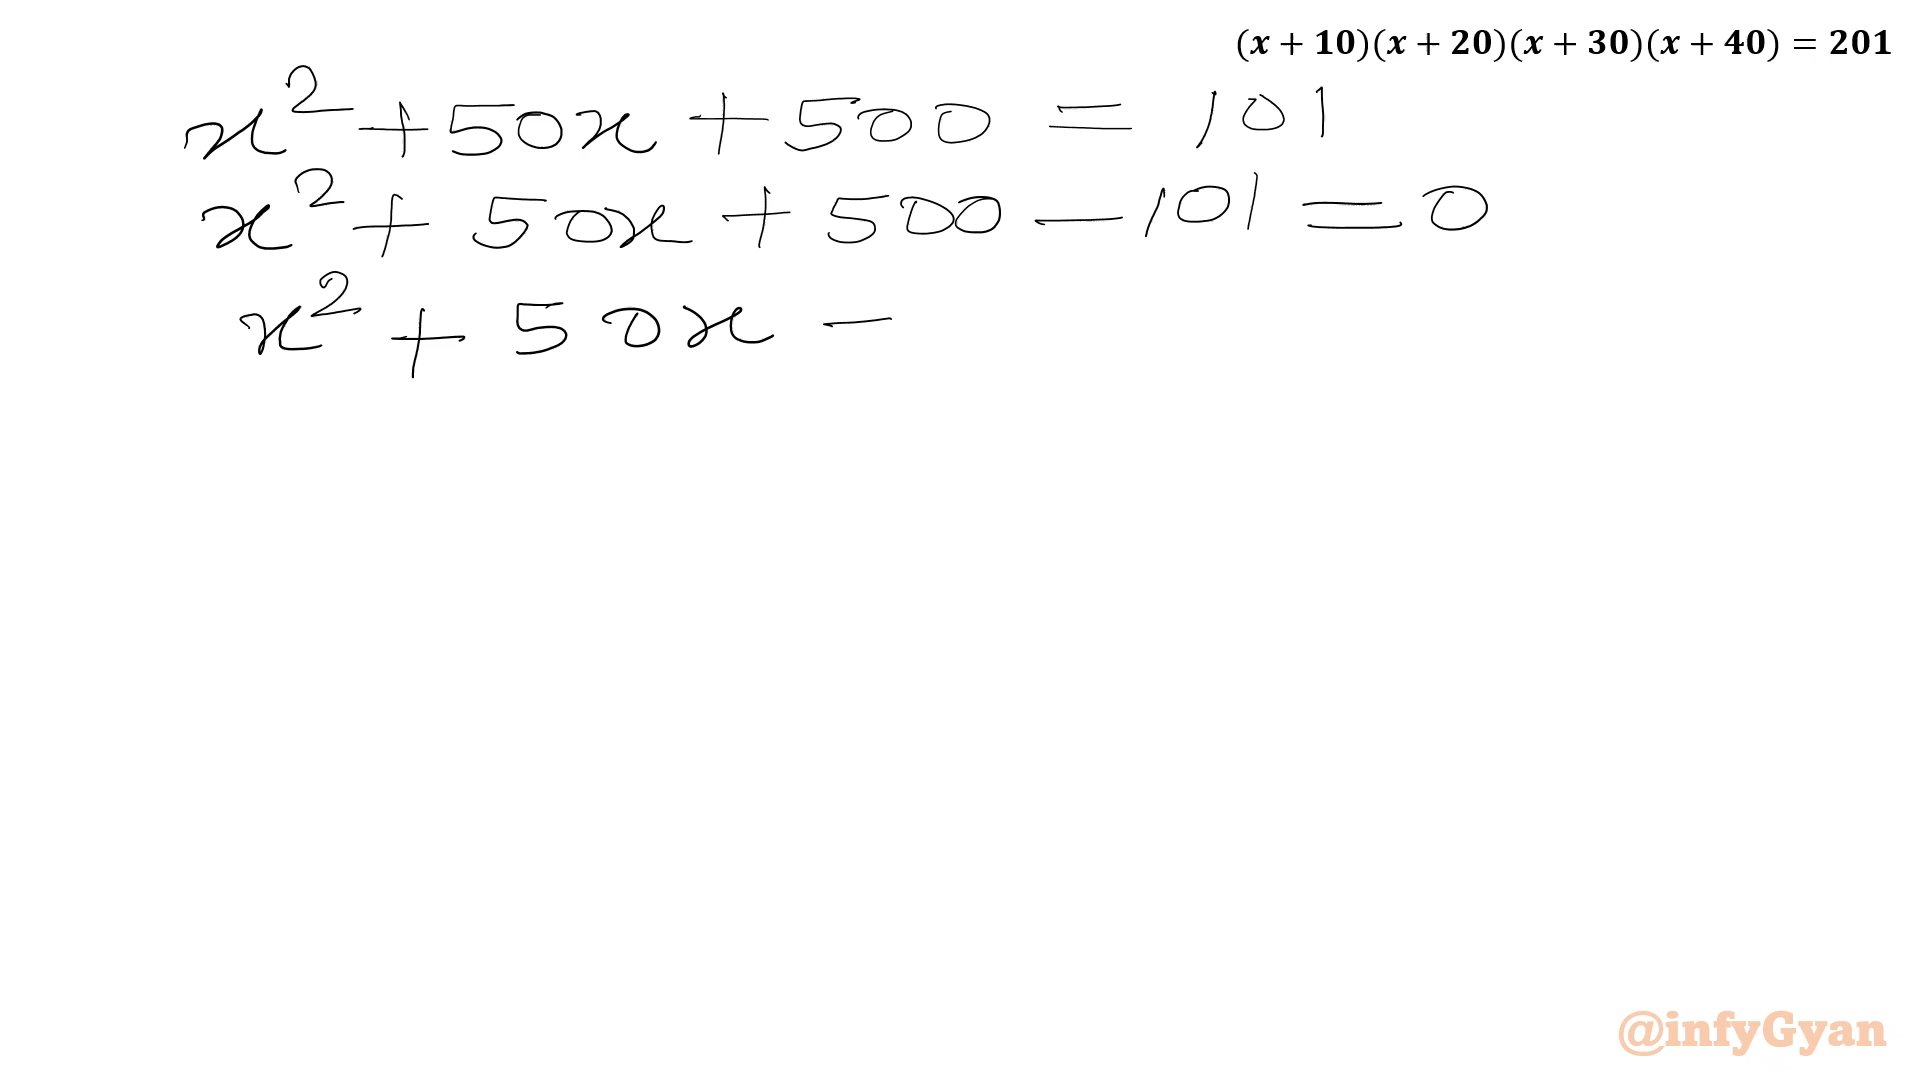 (x + 10)(x + 20)(x + 30)(x + 40) = 201
x² + 50x + 500 = 101
x² + 50x + 500 - 101 = 0
x² + 50x -
@infyGyan